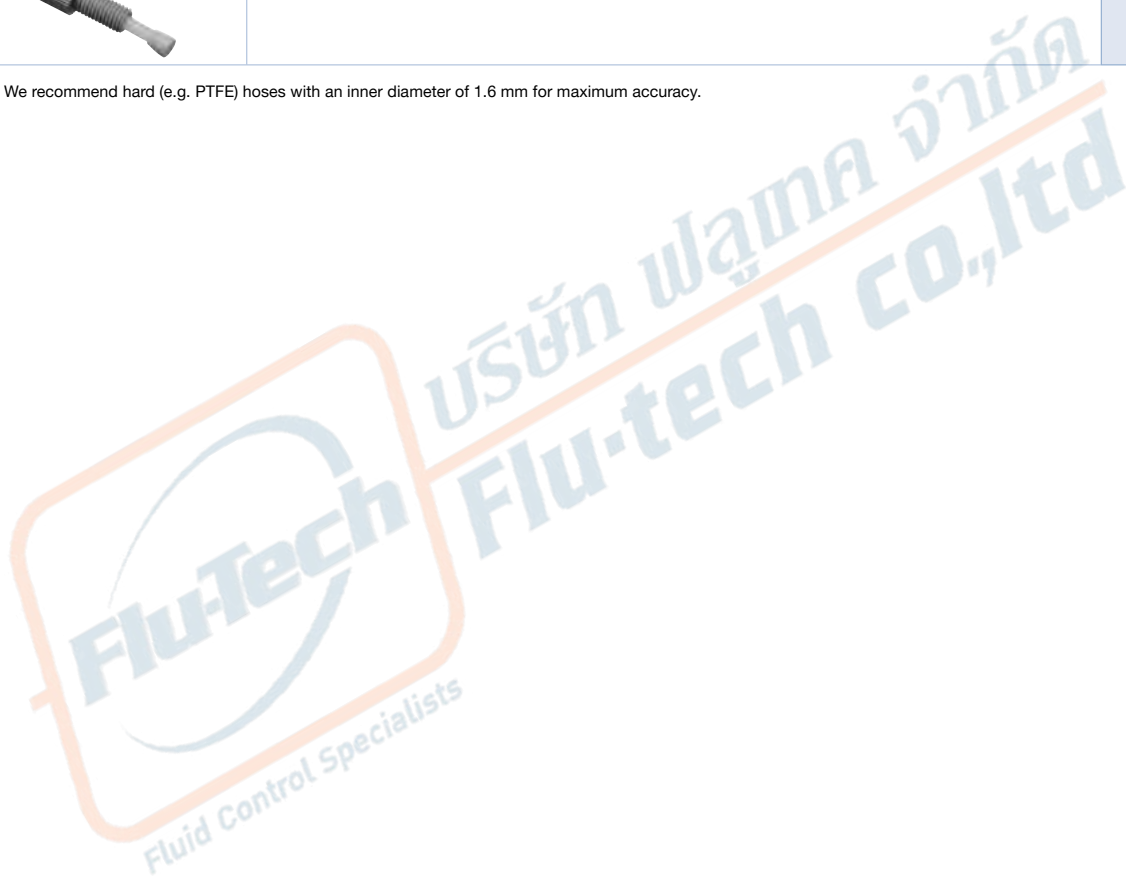 We recommend hard (e.g. PTFE) hoses with an inner diameter of 1.6 mm for maximum accuracy.
บริษัท ฟลูเทค จำกัด
Flu-tech co.,ltd
Flu-Tech
Fluid Control Specialists